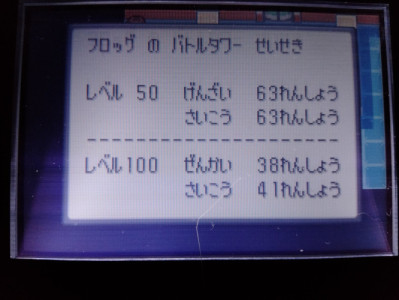 フロッグ の バトルタワー せいせき
レベル 50 げんざい 63れんしょう
さいこう 63れんしょう
レベル100 ぜんかい 38れんしょう
さいこう 41れんしょう